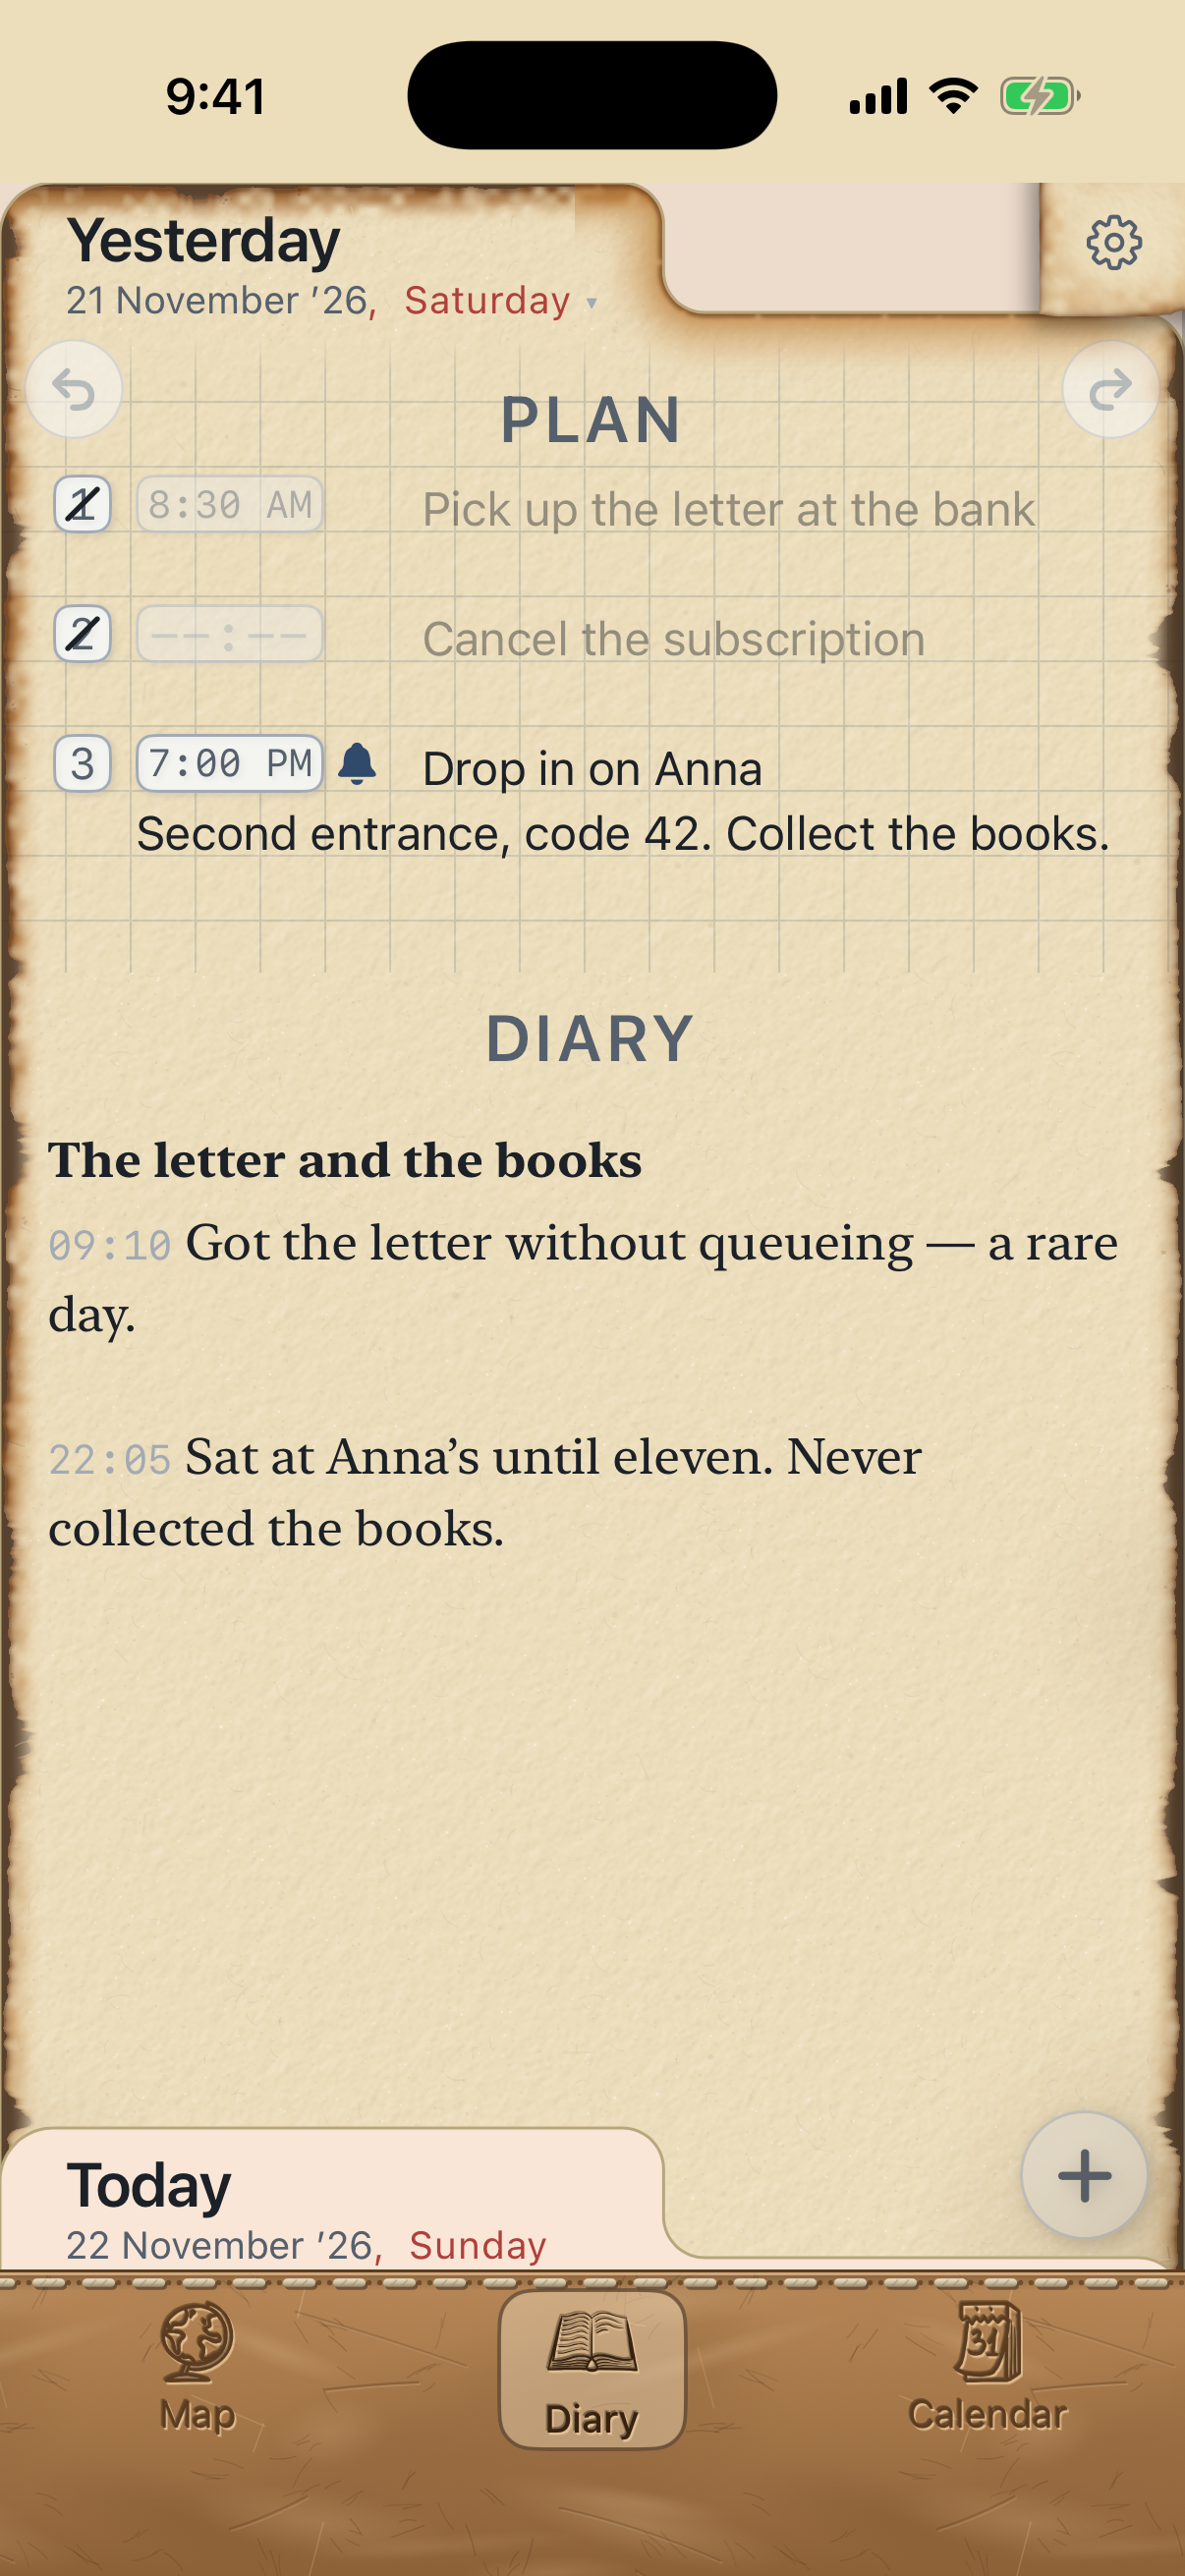 9:41
Yesterday
21 November ’26, Saturday ▾
PLAN
1 8:30 AM Pick up the letter at the bank
2 --:-- Cancel the subscription
3 7:00 PM Drop in on Anna
Second entrance, code 42. Collect the books.
DIARY
The letter and the books
09:10 Got the letter without queueing — a rare
day.
22:05 Sat at Anna’s until eleven. Never
collected the books.
Today
22 November ’26, Sunday
31
Map
Diary
Calendar